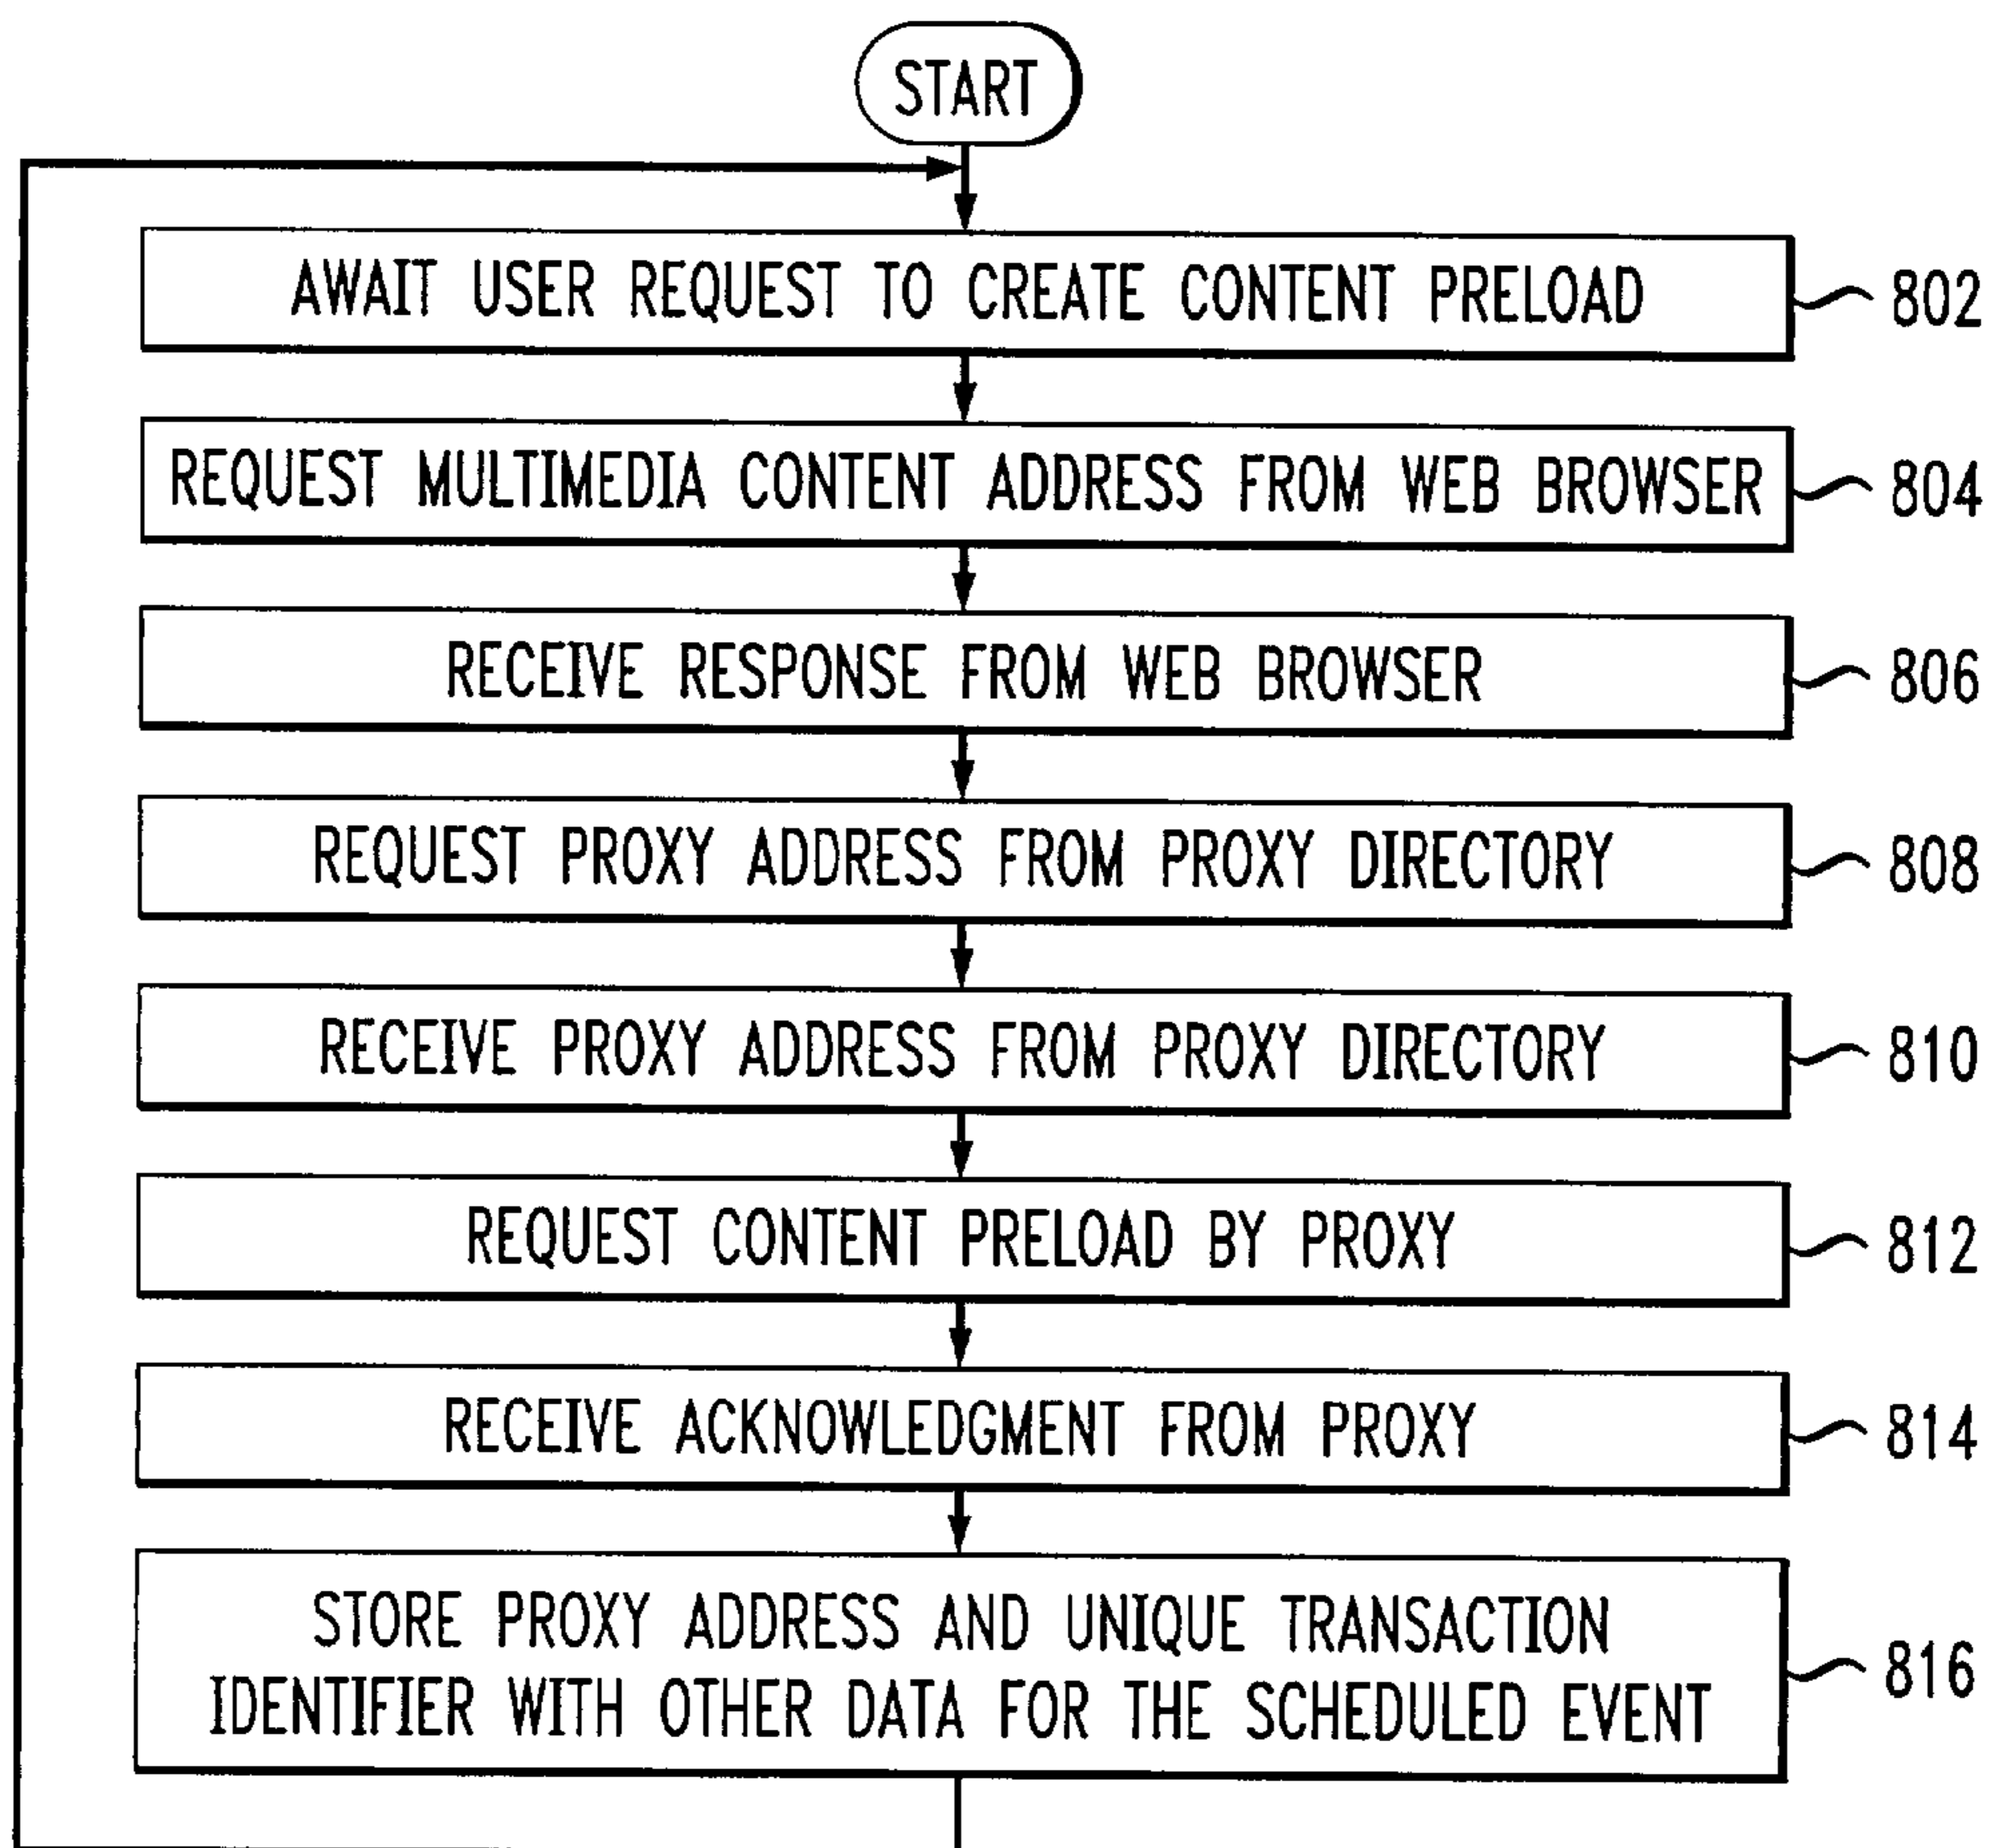 START
AWAIT USER REQUEST TO CREATE CONTENT PRELOAD
802
REQUEST MULTIMEDIA CONTENT ADDRESS FROM WEB BROWSER
804
RECEIVE RESPONSE FROM WEB BROWSER
806
REQUEST PROXY ADDRESS FROM PROXY DIRECTORY
808
RECEIVE PROXY ADDRESS FROM PROXY DIRECTORY
810
REQUEST CONTENT PRELOAD BY PROXY
812
RECEIVE ACKNOWLEDGMENT FROM PROXY
814
STORE PROXY ADDRESS AND UNIQUE TRANSACTION
IDENTIFIER WITH OTHER DATA FOR THE SCHEDULED EVENT
816